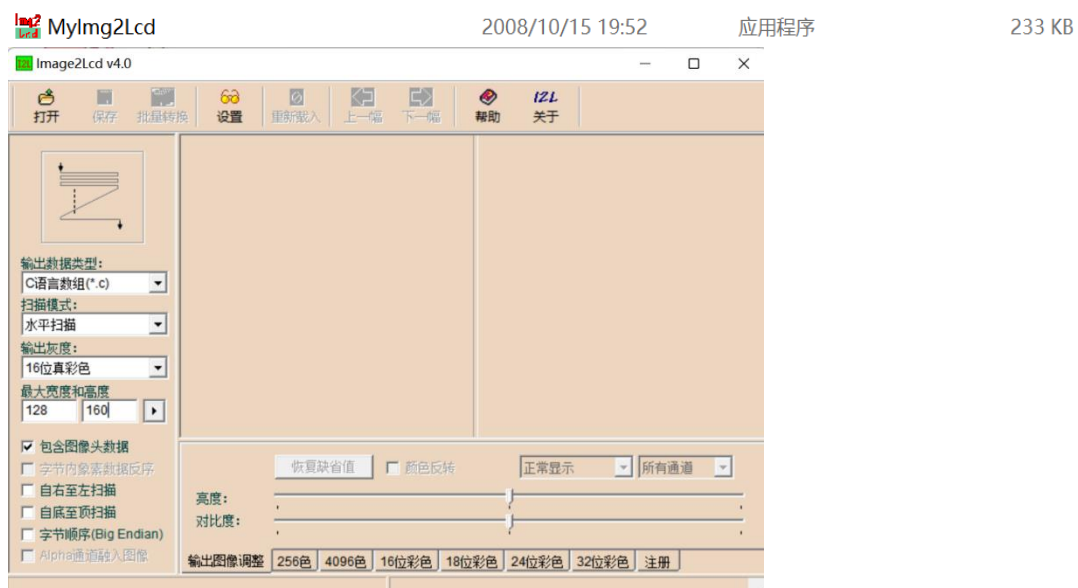 MyImg2Lcd 2008/10/15 19:52 应用程序 233 KB
Image2Lcd v4.0
打开 保存 批量转换 设置 重新载入 上一幅 下一幅 帮助 关于
输出数据类型:
C语言数组(*.c)
扫描模式:
水平扫描
输出灰度:
16位真彩色
最大宽度和高度
128 160
包含图像头数据
字节内象素数据反序
自右至左扫描
自底至顶扫描
字节顺序(Big Endian)
Alpha通道融入图像
恢复缺省值 颜色反转 正常显示 所有通道
亮度:
对比度:
输出图像调整 256色 4096色 16位彩色 18位彩色 24位彩色 32位彩色 注册